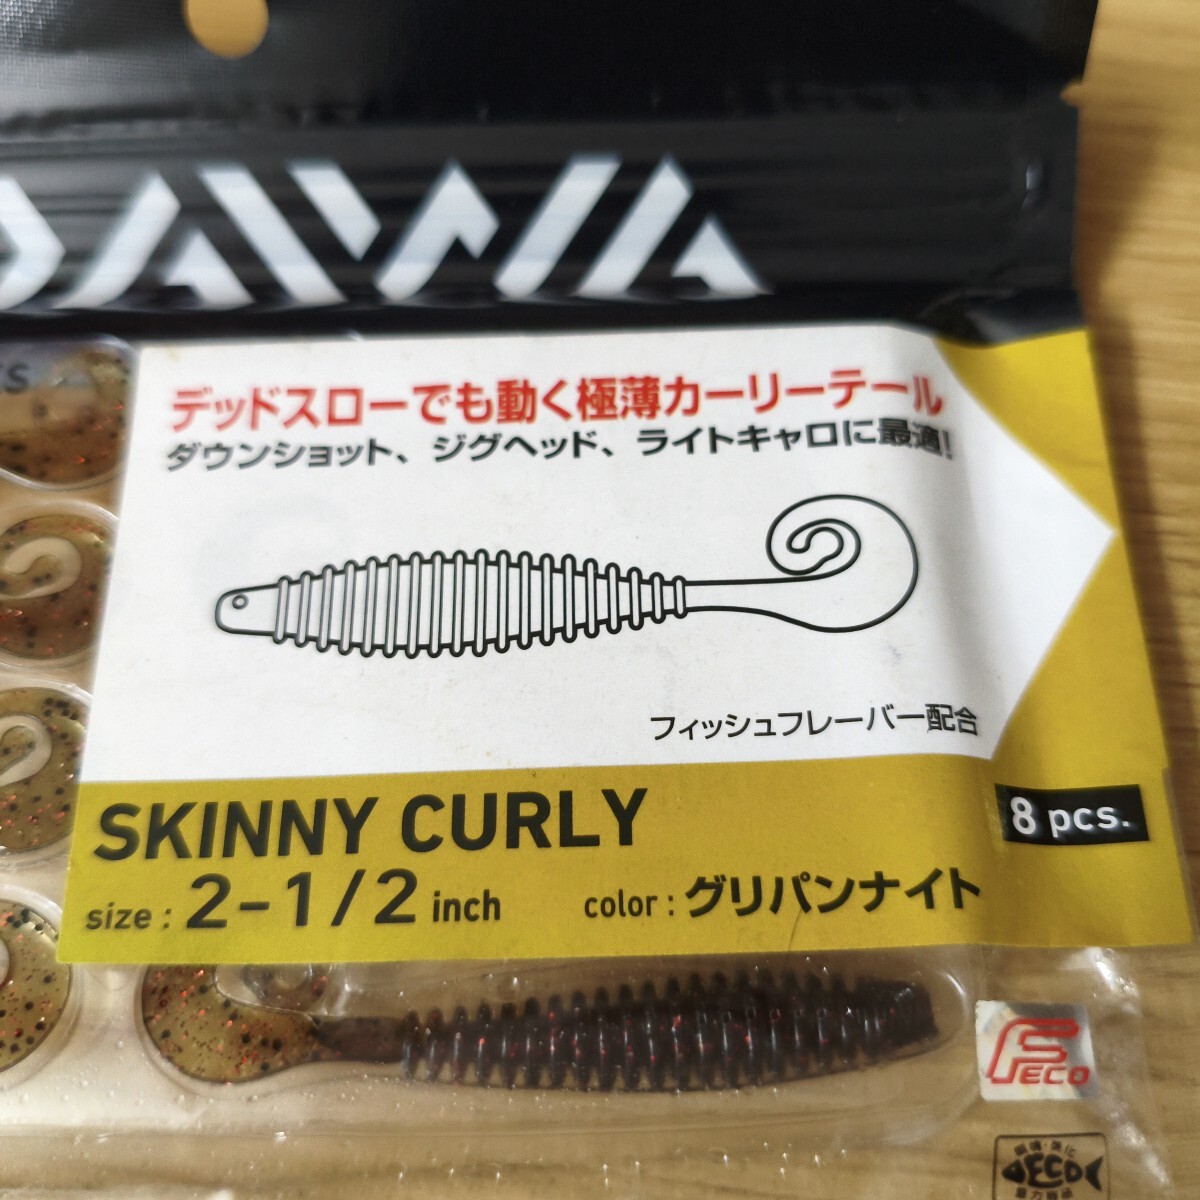 DAIWA
デッドスローでも動く極薄カーリーテール
ダウンショット、ジグヘッド、ライトキャロに最適!
フィッシュフレーバー配合
8 pcs.
SKINNY CURLY
size : 2-1/2 inch color : グリパンナイト
FECO
ECO